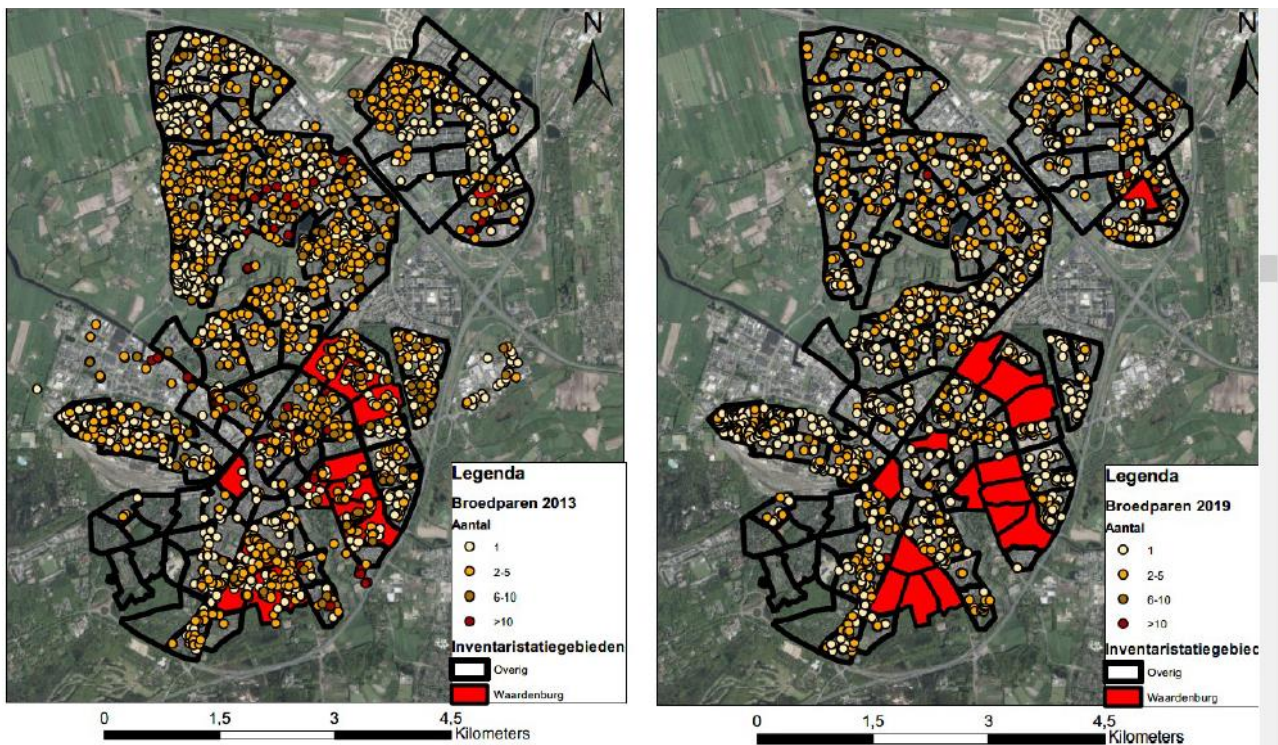 N
Legenda
Broedparen 2013
Aantal
1
2-5
6-10
>10
Inventaristatiegebieden
Overig
Waardenburg
0 1,5 3 4,5
Kilometers
N
Legenda
Broedparen 2019
Aantal
1
2-5
6-10
>10
Inventaristatiegebiec
Overig
Waardenburg
0 1,5 3 4,5
Kilometers